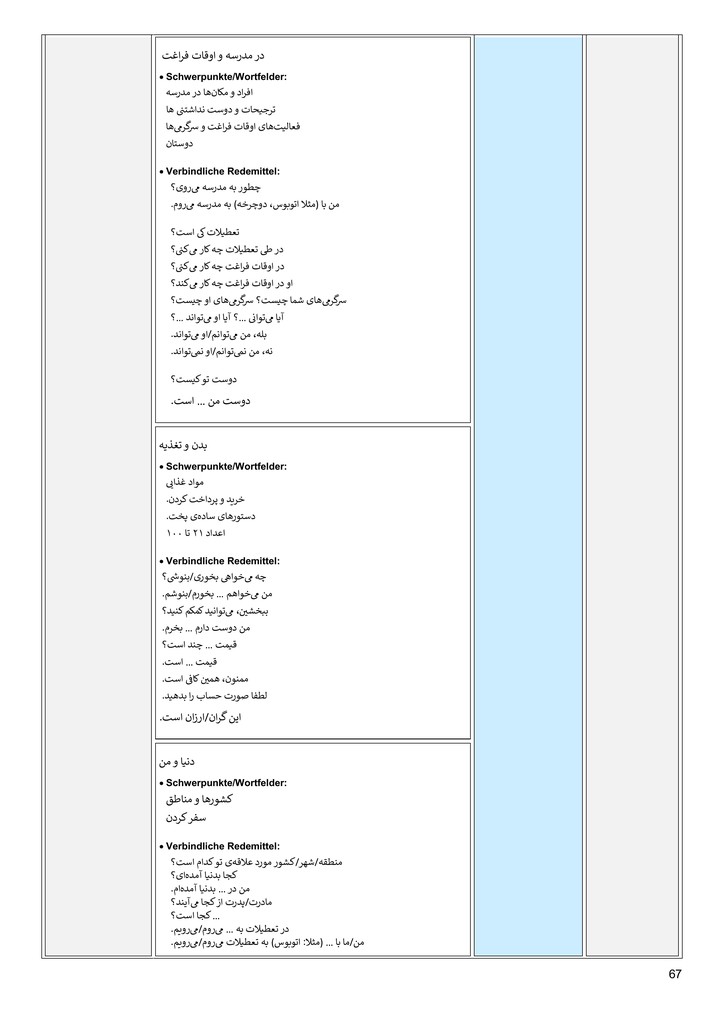 در مدرسه و اوقات فراغت
• Schwerpunkte/Wortfelder:
افراد و مکان‌ها در مدرسه
ترجیحات و دوست نداشتنی ها
فعالیت‌های اوقات فراغت و سرگرمی‌ها
دوستان
• Verbindliche Redemittel:
چطور به مدرسه می‌روی؟
من با (مثلا اتوبوس، دوچرخه) به مدرسه می‌روم.
تعطیلات کی است؟
در طی تعطیلات چه کار می‌کنی؟
در اوقات فراغت چه کار می‌کنی؟
او در اوقات فراغت چه کار می‌کند؟
سرگرمی‌های شما چیست؟ سرگرمی‌های او چیست؟
آیا می‌توانی ...؟ آیا او می‌تواند ...؟
بله، من می‌توانم/او می‌تواند.
نه، من نمی‌توانم/او نمی‌تواند.
دوست تو کیست؟
دوست من ... است.
بدن و تغذیه
• Schwerpunkte/Wortfelder:
مواد غذایی
خرید و پرداخت کردن.
دستورهای ساده‌ی پخت.
اعداد ۲۱ تا ۱۰۰
• Verbindliche Redemittel:
چه می‌خواهی بخوری/بنوشی؟
من می‌خواهم ... بخورم/بنوشم.
ببخشین، می‌توانید کمکم کنید؟
من دوست دارم ... بخرم.
قیمت ... چند است؟
قیمت ... است.
ممنون، همین کافی است.
لطفا صورت حساب را بدهید.
این گران/ارزان است.
دنیا و من
• Schwerpunkte/Wortfelder:
کشورها و مناطق
سفر کردن
• Verbindliche Redemittel:
منطقه/شهر/کشور مورد علاقه‌ی تو کدام است؟
کجا بدنیا آمده‌ای؟
من در ... بدنیا آمده‌ام.
مادرت/پدرت از کجا می‌آیند؟
... کجا است؟
در تعطیلات به ... می‌روم/می‌رویم.
من/ما با ... (مثلا: اتوبوس) به تعطیلات می‌روم/می‌رویم.
67